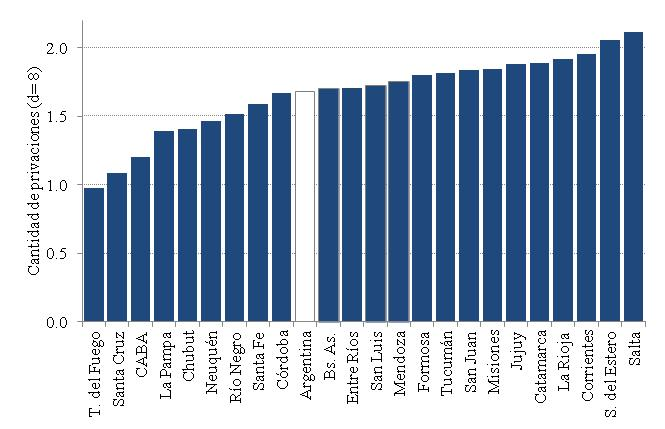 Cantidad de privaciones (d= 8)
2.0
1.5
1.0
0.5
0.0
T. del Fuego
Santa Cruz
CABA
La Pampa
Chubut
Neuquén
Río Negro
Santa Fe
Córdoba
Argentina
Bs. As.
Entre Ríos
San Luis
Mendoza
Formosa
Tucumán
San Juan
Misiones
Jujuy
Catamarca
La Rioja
Corrientes
S. del Estero
Salta